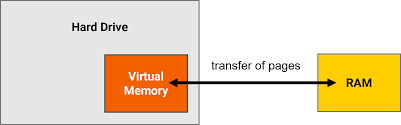 Hard Drive
transfer of pages
Virtual
Memory
RAM